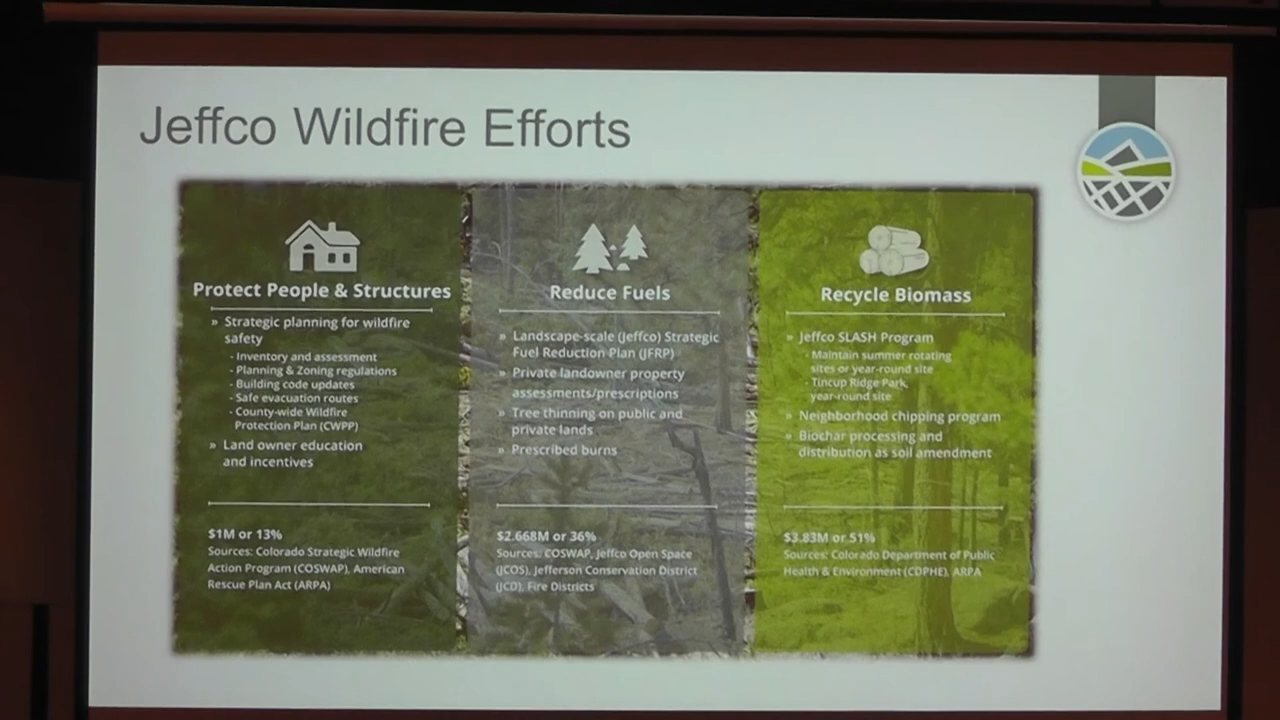 Jeffco Wildfire Efforts
Protect People & Structures
» Strategic planning for wildfire
safety
- Inventory and assessment
- Planning & Zoning regulations
- Building code updates
- Safe evacuation routes
- County-wide Wildfire
Protection Plan (CWPP)
» Land owner education
and incentives
$1M or 13%
Sources: Colorado Strategic Wildfire
Action Program (COSWAP), American
Rescue Plan Act (ARPA)
Reduce Fuels
» Landscape-scale (Jeffco) Strategic
Fuel Reduction Plan (JFRP)
» Private landowner property
assessments/prescriptions
» Tree thinning on public and
private lands
» Prescribed burns
$2.668M or 36%
Sources: COSWAP, Jeffco Open Space
(JCOS), Jefferson Conservation District
(JCD), Fire Districts
Recycle Biomass
» Jeffco SLASH Program
- Maintain summer rotating
sites or year-round site
- Tincup Ridge Park,
year-round site
» Neighborhood chipping program
» Biochar processing and
distribution as soil amendment
$3.83M or 51%
Sources: Colorado Department of Public
Health & Environment (CDPHE), ARPA